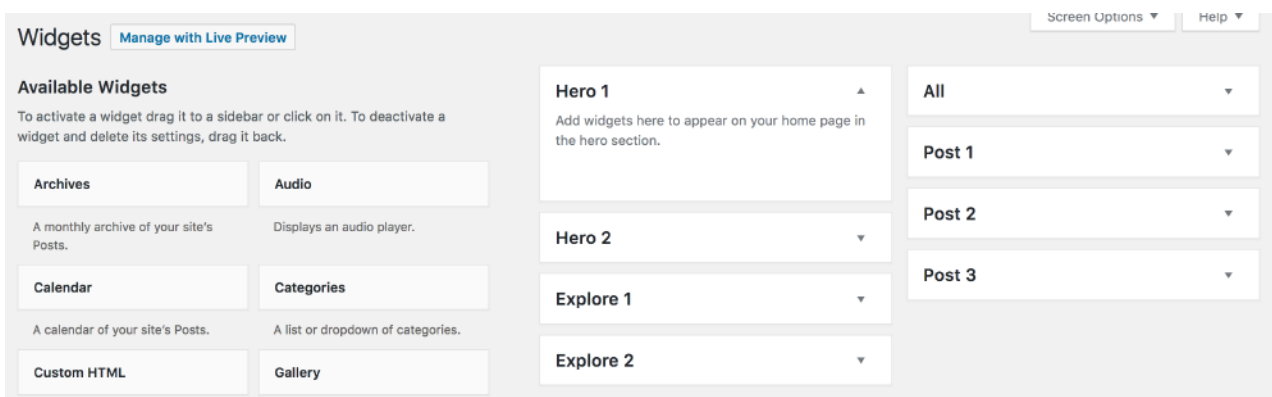 Screen Options ▼ Help ▼
Widgets Manage with Live Preview
Available Widgets
To activate a widget drag it to a sidebar or click on it. To deactivate a
widget and delete its settings, drag it back.
Archives
A monthly archive of your site's
Posts.
Audio
Displays an audio player.
Calendar
A calendar of your site's Posts.
Categories
A list or dropdown of categories.
Custom HTML
Gallery
Hero 1 ▲
Add widgets here to appear on your home page in
the hero section.
Hero 2 ▼
Explore 1 ▼
Explore 2 ▼
All ▼
Post 1 ▼
Post 2 ▼
Post 3 ▼